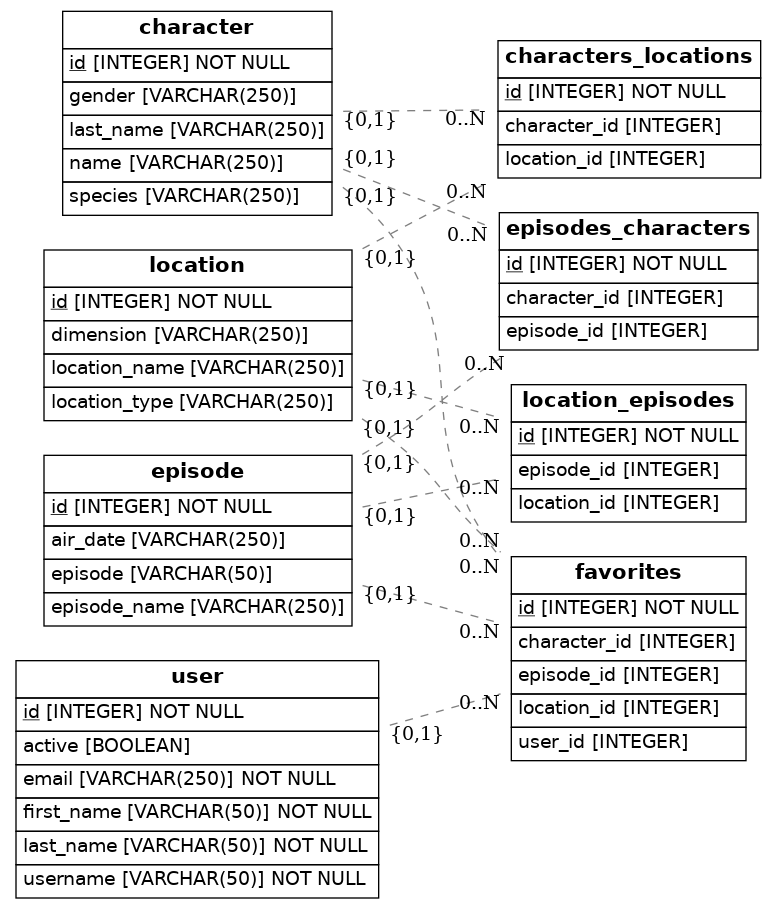 character
id [INTEGER] NOT NULL
gender [VARCHAR(250)]
last_name [VARCHAR(250)]
name [VARCHAR(250)]
species [VARCHAR(250)]
location
id [INTEGER] NOT NULL
dimension [VARCHAR(250)]
location_name [VARCHAR(250)]
location_type [VARCHAR(250)]
episode
id [INTEGER] NOT NULL
air_date [VARCHAR(250)]
episode [VARCHAR(50)]
episode_name [VARCHAR(250)]
user
id [INTEGER] NOT NULL
active [BOOLEAN]
email [VARCHAR(250)] NOT NULL
first_name [VARCHAR(50)] NOT NULL
last_name [VARCHAR(50)] NOT NULL
username [VARCHAR(50)] NOT NULL
{0,1} 0..N
{0,1}
{0,1} 0..N
0..N
{0,1}
0..N
{0,1}
{0,1} 0..N
{0,1}
0..N
{0,1}
0..N
0..N
{0,1}
0..N
0..N
{0,1}
characters_locations
id [INTEGER] NOT NULL
character_id [INTEGER]
location_id [INTEGER]
episodes_characters
id [INTEGER] NOT NULL
character_id [INTEGER]
episode_id [INTEGER]
location_episodes
id [INTEGER] NOT NULL
episode_id [INTEGER]
location_id [INTEGER]
favorites
id [INTEGER] NOT NULL
character_id [INTEGER]
episode_id [INTEGER]
location_id [INTEGER]
user_id [INTEGER]